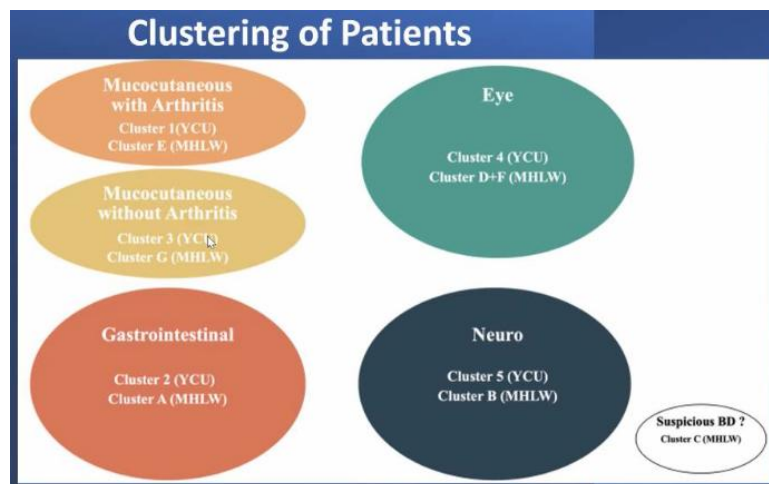 Clustering of Patients
Mucocutaneous
with Arthritis
Cluster 1(YCU)
Cluster E (MHLW)
Mucocutaneous
without Arthritis
Cluster 3 (YCU)
Cluster G (MHLW)
Gastrointestinal
Cluster 2 (YCU)
Cluster A (MHLW)
Eye
Cluster 4 (YCU)
Cluster D+F (MHLW)
Neuro
Cluster 5 (YCU)
Cluster B (MHLW)
Suspicious BD ?
Cluster C (MHLW)